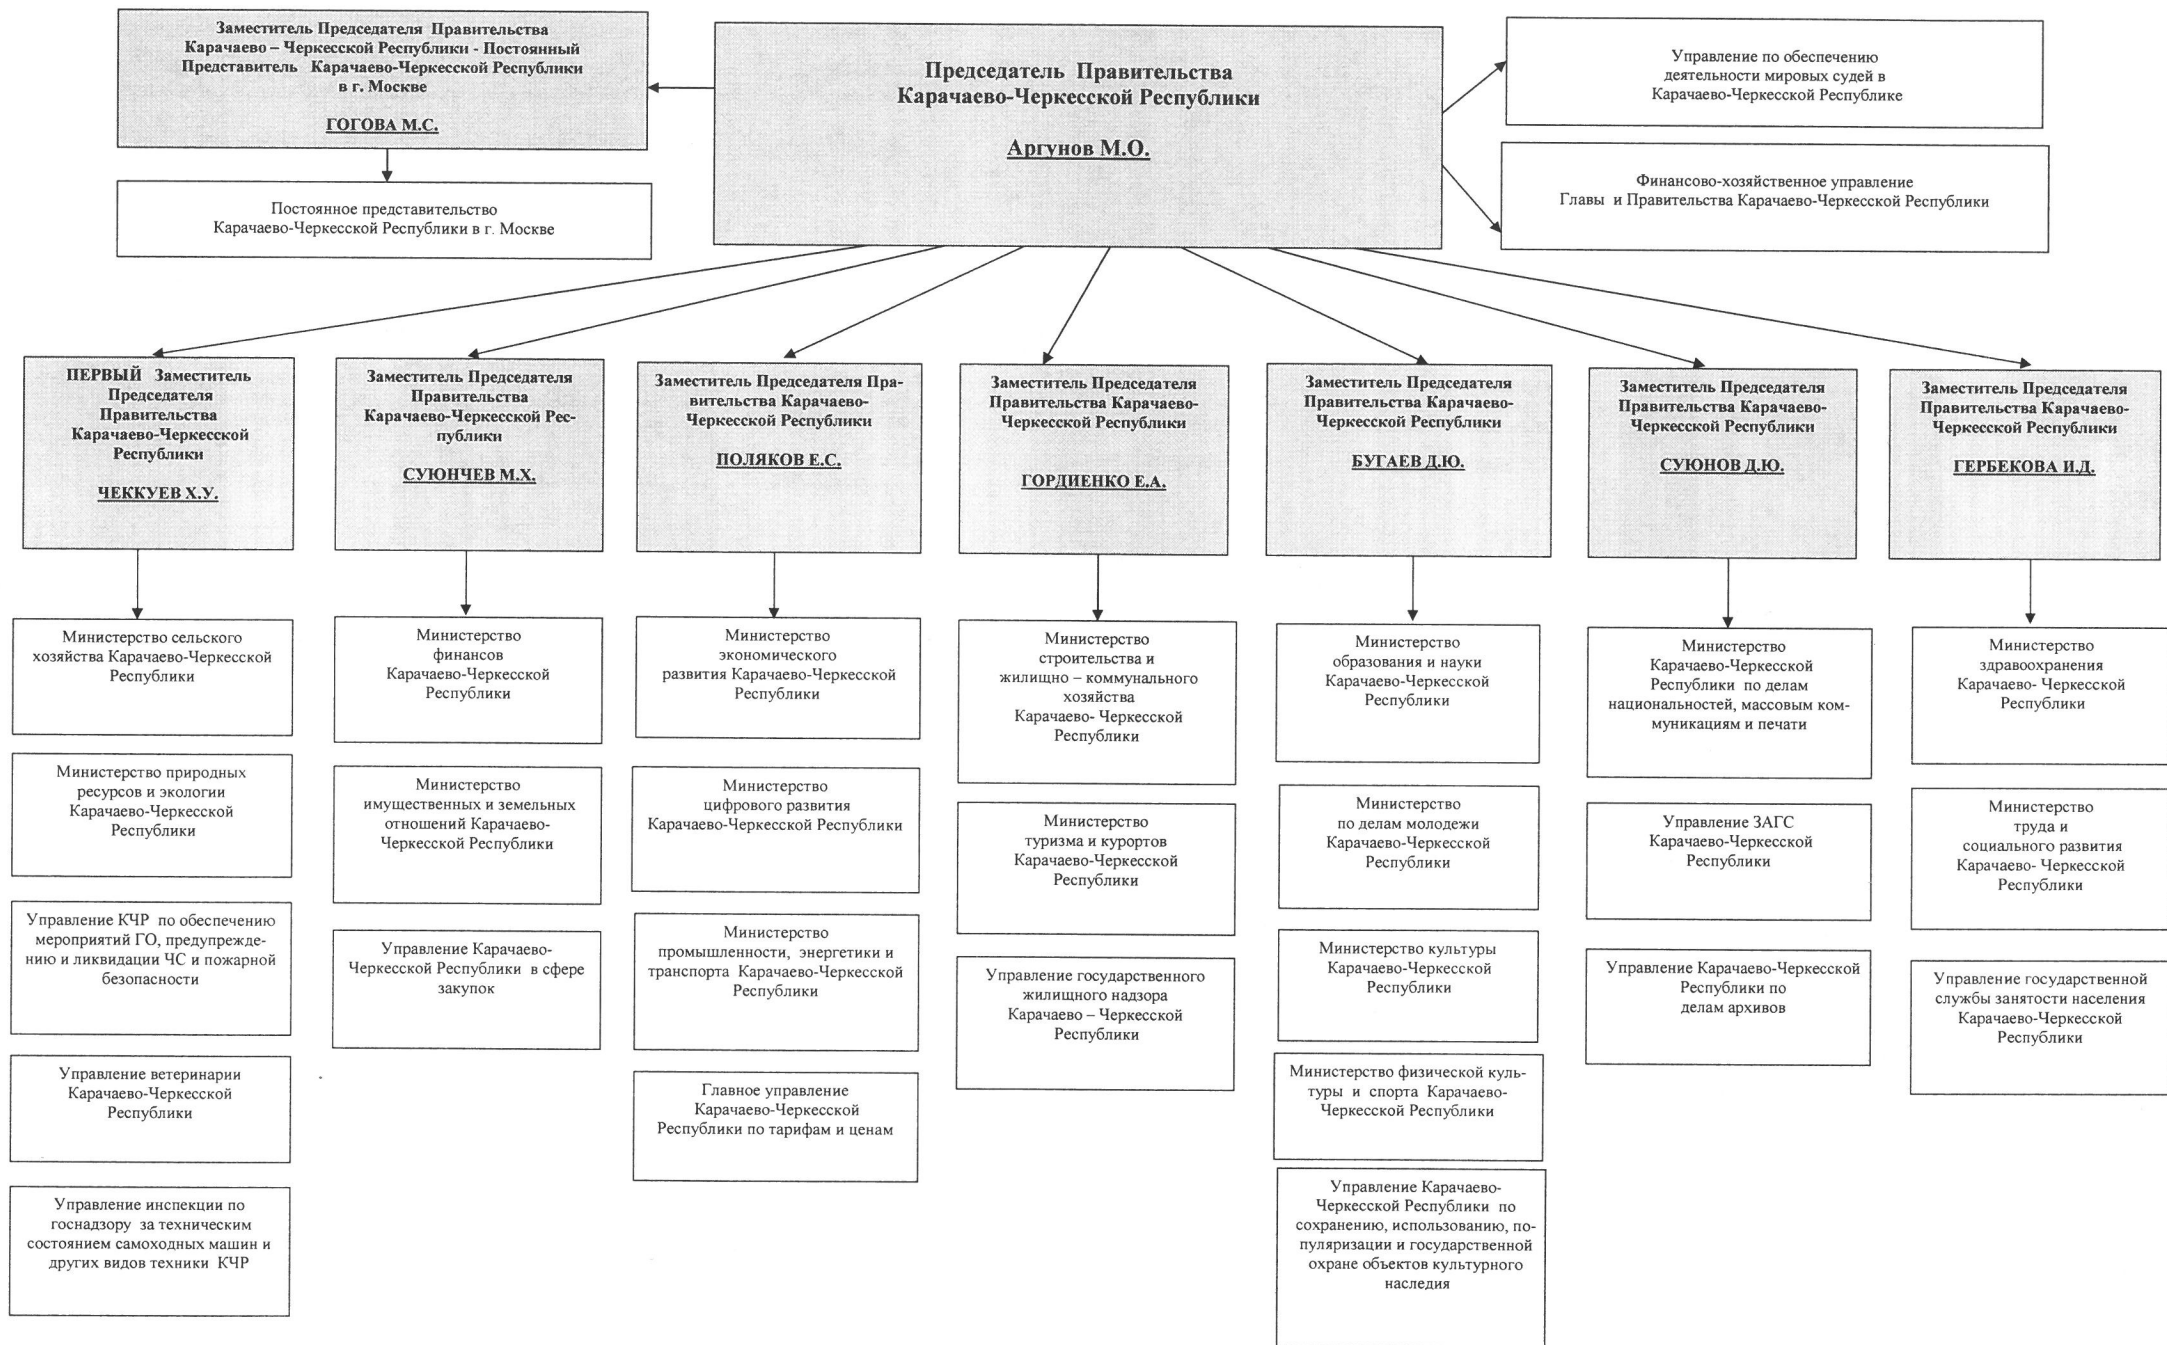 Заместитель Председателя Правительства
Карачаево – Черкесской Республики - Постоянный
Представитель Карачаево-Черкесской Республики
в г. Москве
ГОГОВА М.С.
Постоянное представительство
Карачаево-Черкесской Республики в г. Москве
Председатель Правительства
Карачаево-Черкесской Республики
Аргунов М.О.
Управление по обеспечению
деятельности мировых судей в
Карачаево-Черкесской Республике
Финансово-хозяйственное управление
Главы и Правительства Карачаево-Черкесской Республики
ПЕРВЫЙ Заместитель
Председателя
Правительства
Карачаево-Черкесской
Республики
ЧЕККУЕВ Х.У.
Министерство сельского
хозяйства Карачаево-Черкесской
Республики
Министерство природных
ресурсов и экологии
Карачаево-Черкесской
Республики
Управление КЧР по обеспечению
мероприятий ГО, предупрежде-
нию и ликвидации ЧС и пожарной
безопасности
Управление ветеринарии
Карачаево-Черкесской
Республики
Управление инспекции по
госнадзору за техническим
состоянием самоходных машин и
других видов техники КЧР
Заместитель Председателя
Правительства
Карачаево-Черкесской Рес-
публики
СУЮНЧЕВ М.Х.
Министерство
финансов
Карачаево-Черкесской
Республики
Министерство
имущественных и земельных
отношений Карачаево-
Черкесской Республики
Управление Карачаево-
Черкесской Республики в сфере
закупок
Заместитель Председателя Пра-
вительства Карачаево-
Черкесской Республики
ПОЛЯКОВ Е.С.
Министерство
экономического
развития Карачаево-Черкесской
Республики
Министерство
цифрового развития
Карачаево-Черкесской Республики
Министерство
промышленности, энергетики и
транспорта Карачаево-Черкесской
Республики
Главное управление
Карачаево-Черкесской
Республики по тарифам и ценам
Заместитель Председателя
Правительства Карачаево-
Черкесской Республики
ГОРДИЕНКО Е.А.
Министерство
строительства и
жилищно – коммунального
хозяйства
Карачаево- Черкесской
Республики
Министерство
туризма и курортов
Карачаево-Черкесской
Республики
Управление государственного
жилищного надзора
Карачаево – Черкесской
Республики
Заместитель Председателя
Правительства Карачаево-
Черкесской Республики
БУГАЕВ Д.Ю.
Министерство
образования и науки
Карачаево-Черкесской
Республики
Министерство
по делам молодежи
Карачаево-Черкесской
Республики
Министерство культуры
Карачаево-Черкесской
Республики
Министерство физической куль-
туры и спорта Карачаево-
Черкесской Республики
Управление Карачаево-
Черкесской Республики по
сохранению, использованию, по-
пуляризации и государственной
охране объектов культурного
наследия
Заместитель Председателя
Правительства Карачаево-
Черкесской Республики
СУЮНОВ Д.Ю.
Министерство
Карачаево-Черкесской
Республики по делам
национальностей, массовым ком-
муникациям и печати
Управление ЗАГС
Карачаево-Черкесской
Республики
Управление Карачаево-Черкесской
Республики по
делам архивов
Заместитель Председателя
Правительства Карачаево-
Черкесской Республики
ГЕРБЕКОВА И.Д.
Министерство
здравоохранения
Карачаево- Черкесской
Республики
Министерство
труда и
социального развития
Карачаево- Черкесской
Республики
Управление государственной
службы занятости населения
Карачаево-Черкесской
Республики